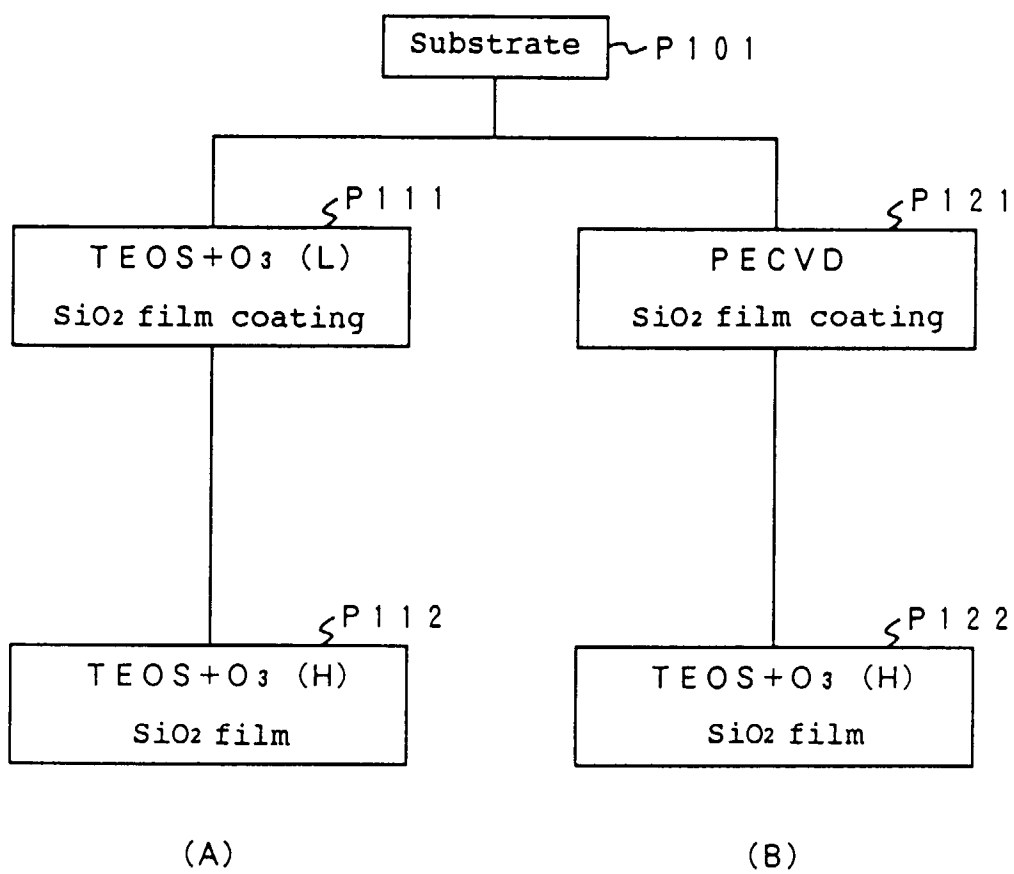 Substrate P101
P111 P121
TEOS+O3 (L) PECVD
SiO2 film coating SiO2 film coating
P112 P122
TEOS+O3 (H) TEOS+O3 (H)
SiO2 film SiO2 film
(A) (B)